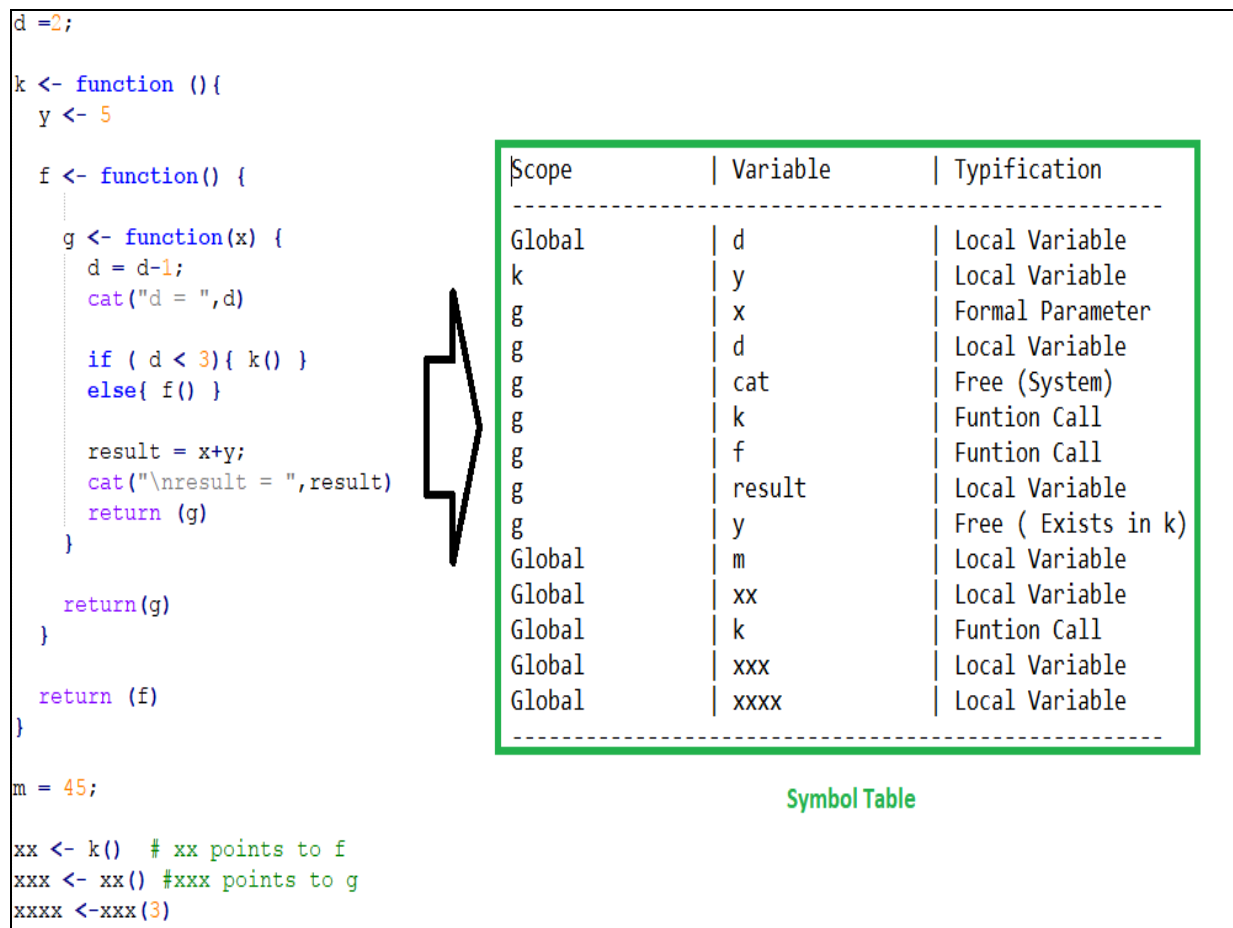 d =2;
k <- function (){
y <- 5
f <- function() {
g <- function(x) {
d = d-1;
cat("d = ",d)
if ( d < 3){ k() }
else{ f() }
result = x+y;
cat("\nresult = ",result)
return (g)
}
return(g)
}
return (f)
}
m = 45;
xx <- k()  # xx points to f
xxx <- xx() #xxx points to g
xxxx <-xxx(3)
Scope | Variable | Typification
-----------------------------------------------------
Global | d | Local Variable
k | y | Local Variable
g | x | Formal Parameter
g | d | Local Variable
g | cat | Free (System)
g | k | Funtion Call
g | f | Funtion Call
g | result | Local Variable
g | y | Free ( Exists in k)
Global | m | Local Variable
Global | xx | Local Variable
Global | k | Funtion Call
Global | xxx | Local Variable
Global | xxxx | Local Variable
-----------------------------------------------------
Symbol Table